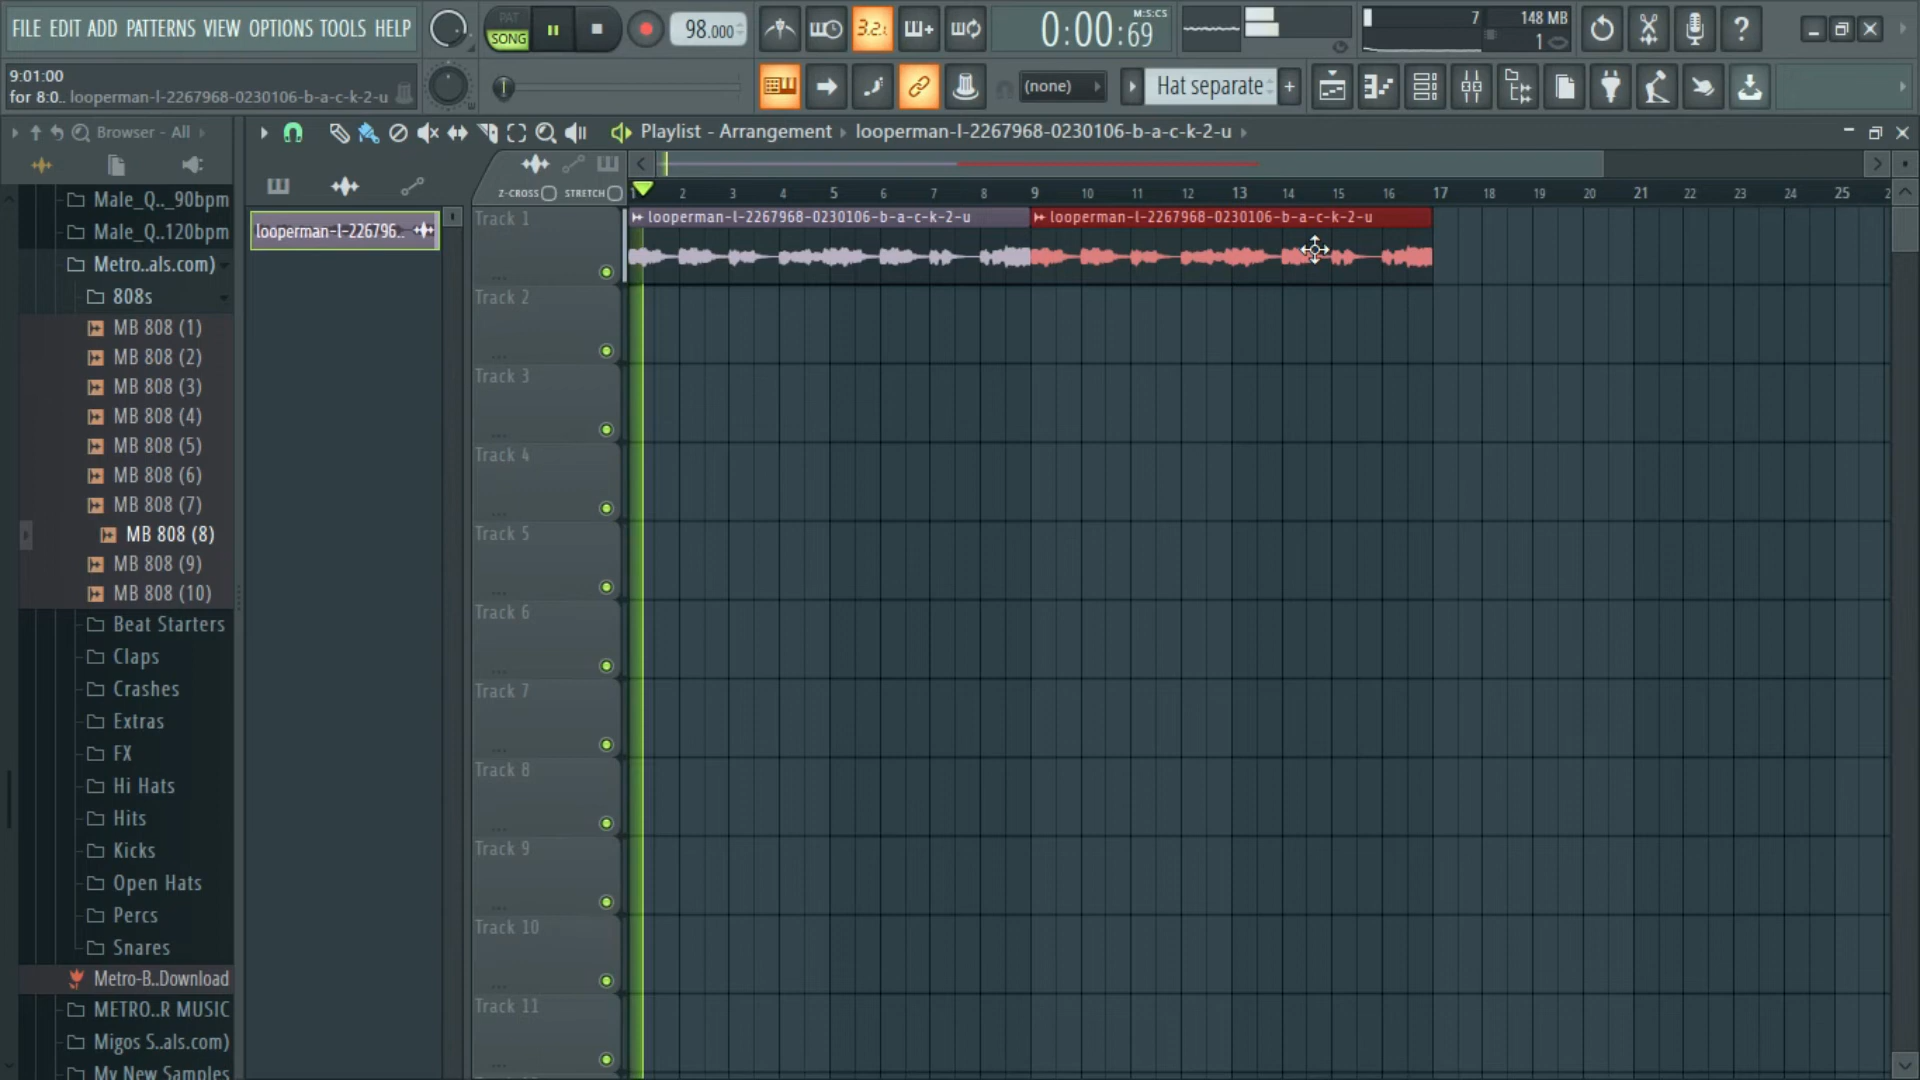 FILE EDIT ADD PATTERNS VIEW OPTIONS TOOLS HELP
PAT
SONG
98.000
3.2.
0:00:69
M:S:CS
7
148 MB
1
9:01:00
for 8:0.. looperman-l-2267968-0230106-b-a-c-k-2-u
(none)
Hat separate
Browser - All
Playlist - Arrangement
looperman-l-2267968-0230106-b-a-c-k-2-u
Z-CROSS
STRETCH
2 3 4 5 6 7 8 9 10 11 12 13 14 15 16 17 18 19 20 21 22 23 24 25
looperman-l-226796..
looperman-l-2267968-0230106-b-a-c-k-2-u
looperman-l-2267968-0230106-b-a-c-k-2-u
Track 1
Track 2
Track 3
Track 4
Track 5
Track 6
Track 7
Track 8
Track 9
Track 10
Track 11
Male_Q.._90bpm
Male_Q..120bpm
Metro..als.com)
808s
MB 808 (1)
MB 808 (2)
MB 808 (3)
MB 808 (4)
MB 808 (5)
MB 808 (6)
MB 808 (7)
MB 808 (8)
MB 808 (9)
MB 808 (10)
Beat Starters
Claps
Crashes
Extras
FX
Hi Hats
Hits
Kicks
Open Hats
Percs
Snares
Metro-B..Download
METRO..R MUSIC
Migos S..als.com)
My New Samples